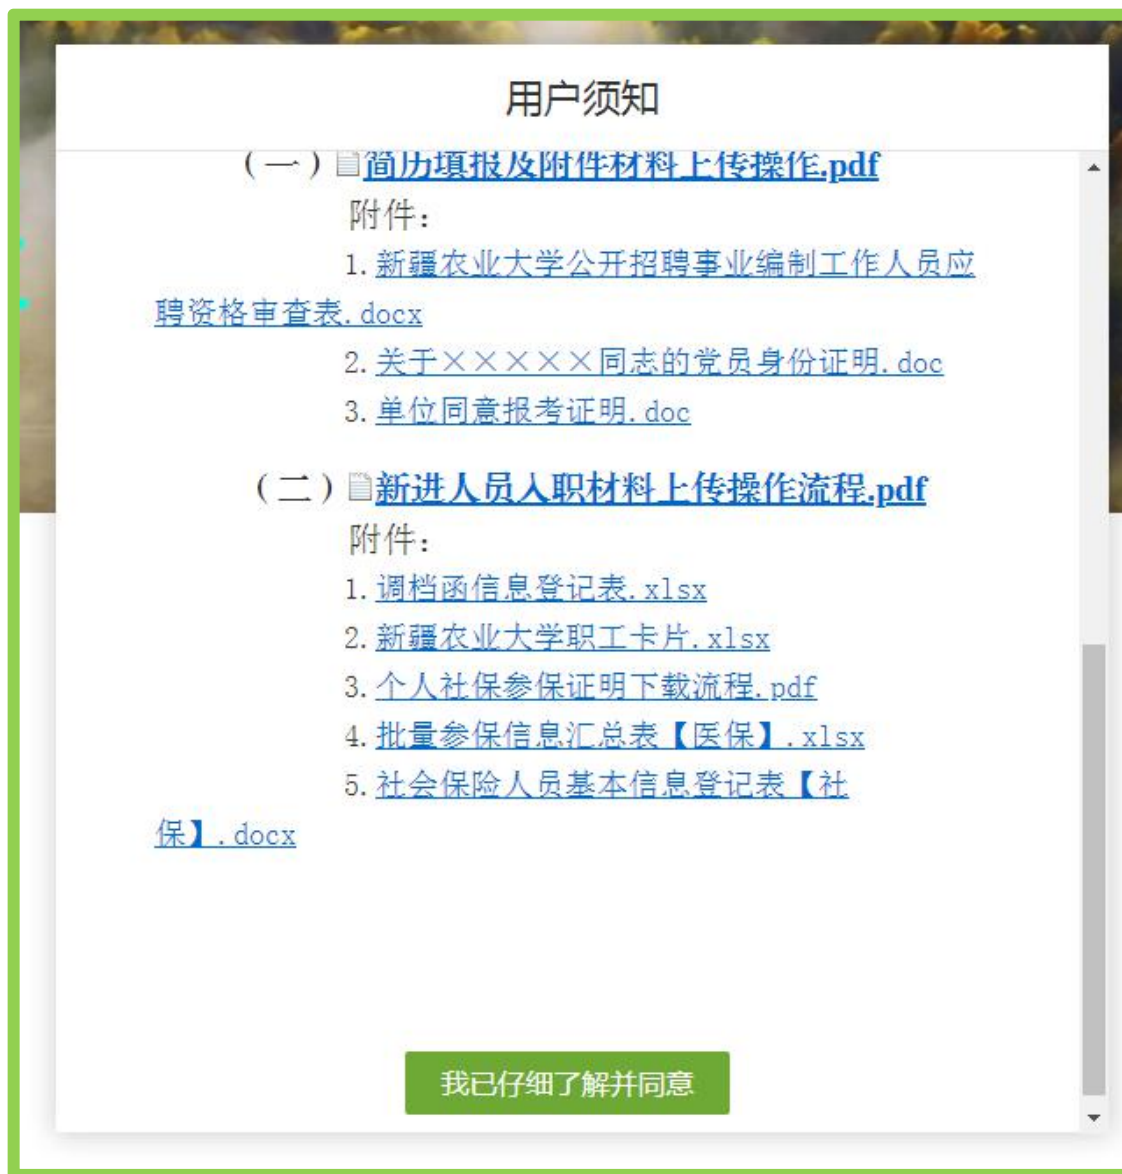 用户须知
（一）简历填报及附件材料上传操作.pdf
附件：
1.新疆农业大学公开招聘事业编制工作人员应
聘资格审查表.docx
2.关于×××××同志的党员身份证明.doc
3.单位同意报考证明.doc
（二）新进人员入职材料上传操作流程.pdf
附件：
1.调档函信息登记表.xlsx
2.新疆农业大学职工卡片.xlsx
3.个人社保参保证明下载流程.pdf
4.批量参保信息汇总表【医保】.xlsx
5.社会保险人员基本信息登记表【社
保】.docx
我已仔细了解并同意